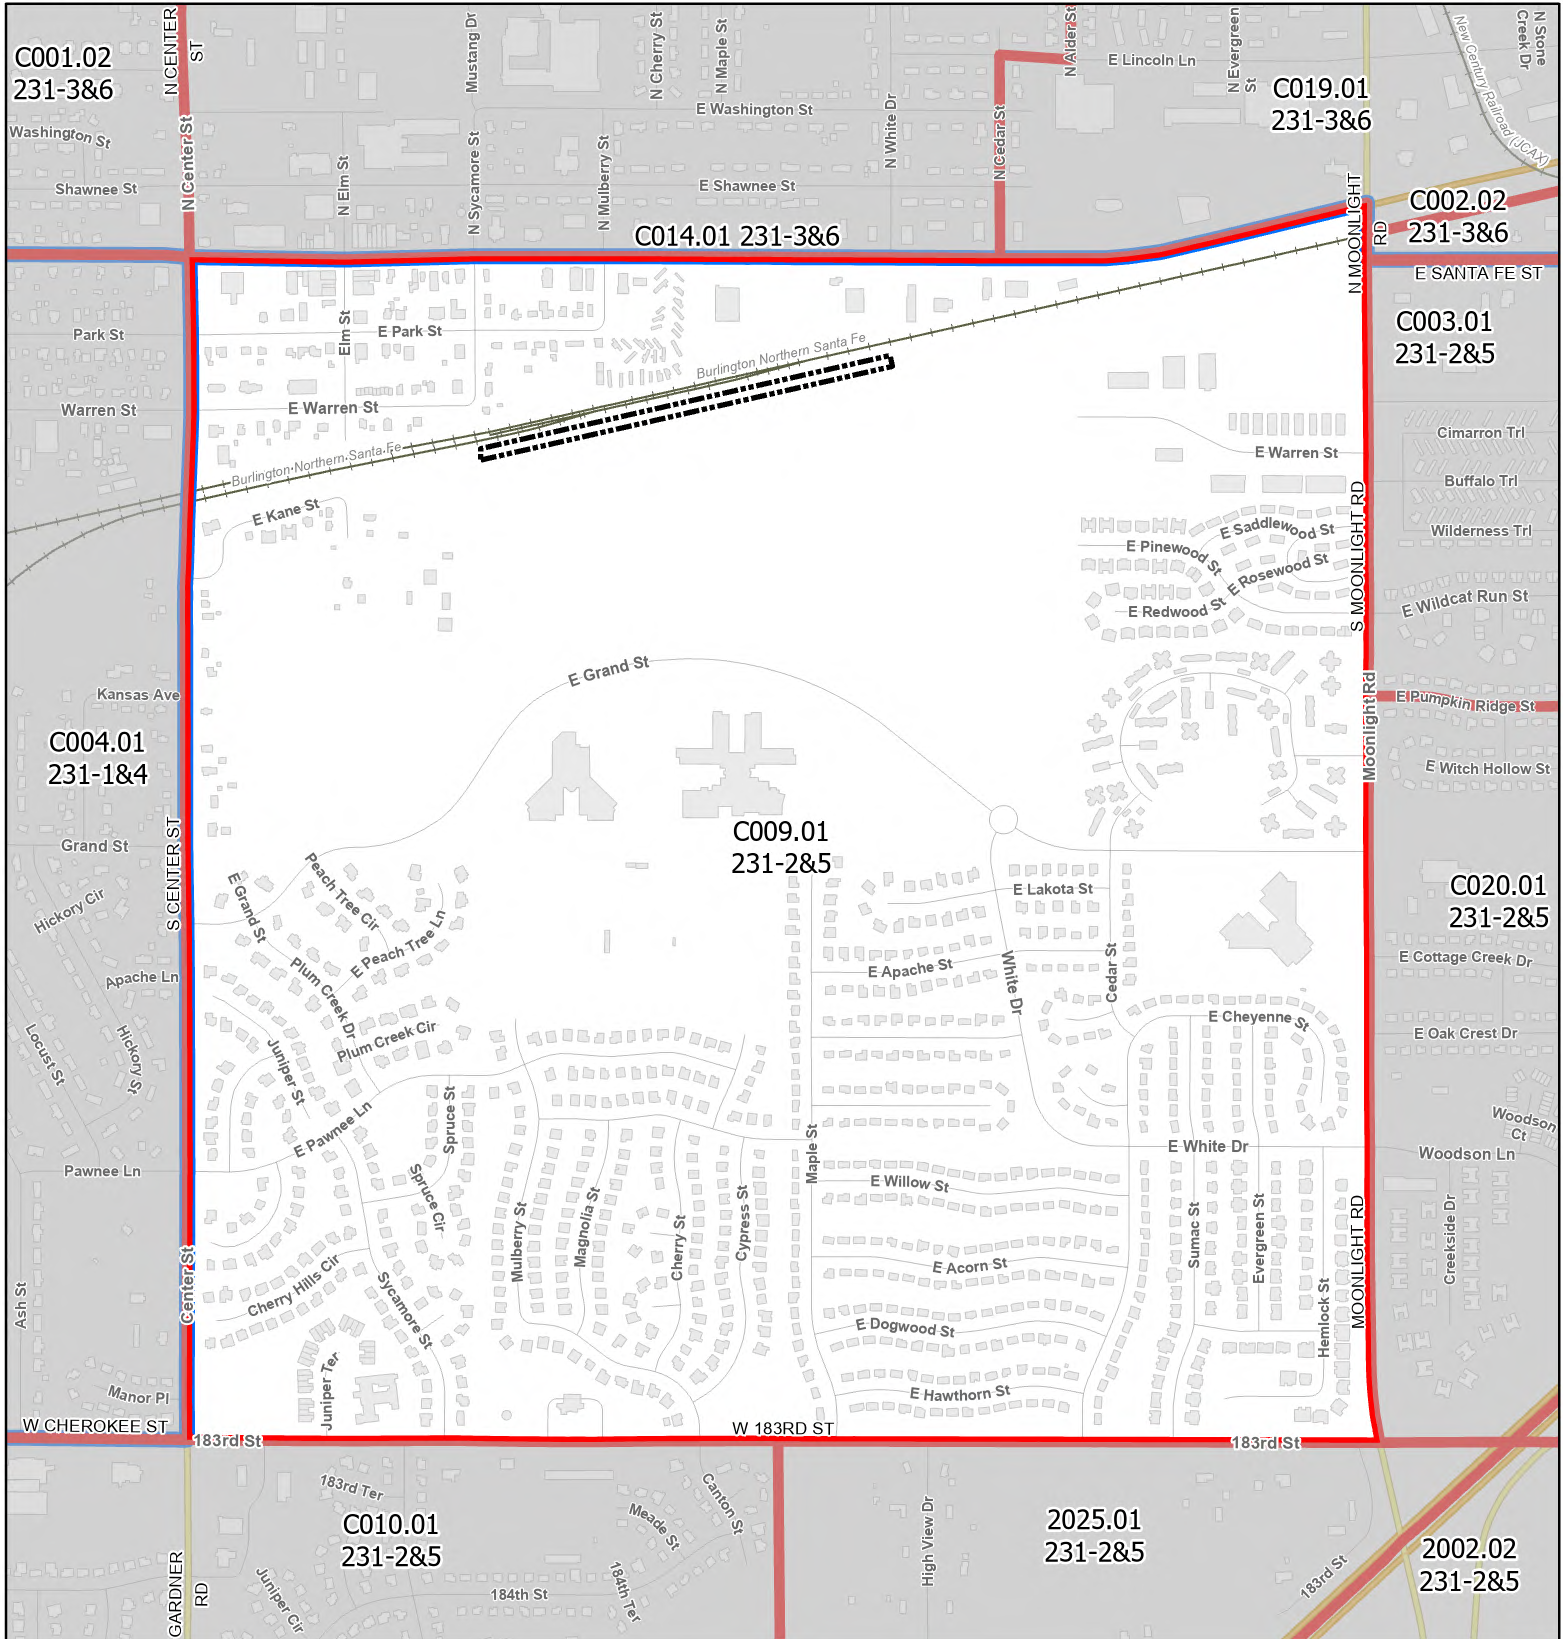 C001.02
231-3&6
N CENTER
ST
Mustang Dr
N Cherry St
N Maple St
N Alder St
E Lincoln Ln
N Evergreen
St
N Stone
Creek Dr
New Century Railroad (JCAX)
C019.01
231-3&6
Washington St
E Washington St
N Center St
N Elm St
N Sycamore St
N Mulberry St
N White Dr
N Cedar St
Shawnee St
E Shawnee St
N MOONLIGHT
RD
C002.02
231-3&6
C014.01 231-3&6
E SANTA FE ST
Park St
Elm St
E Park St
Burlington Northern Santa Fe
C003.01
231-2&5
Warren St
E Warren St
Cimarron Trl
Burlington Northern Santa Fe
E Warren St
Buffalo Trl
E Kane St
S MOONLIGHT RD
E Saddlewood St
Wilderness Trl
E Pinewood St
E Rosewood St
E Redwood St
E Wildcat Run St
E Grand St
Kansas Ave
Moonlight Rd
E Pumpkin Ridge St
C004.01
231-1&4
E Witch Hollow St
S CENTER ST
Grand St
C009.01
231-2&5
Peach Tree Cir
E Grand St
Hickory Cir
E Lakota St
C020.01
231-2&5
E Peach Tree Ln
Apache Ln
Plum Creek Dr
E Apache St
White Dr
Cedar St
E Cottage Creek Dr
Locust St
Hickory St
Juniper St
Plum Creek Cir
E Cheyenne St
E Oak Crest Dr
E Pawnee Ln
Spruce St
Maple St
Woodson
Ct
Pawnee Ln
E White Dr
Woodson Ln
Spruce Cir
E Willow St
Mulberry St
Magnolia St
Cherry St
Cypress St
Sumac St
Evergreen St
MOONLIGHT RD
Creekside Dr
Ash St
Center St
Cherry Hills Cir
Sycamore St
E Acorn St
Hemlock St
E Dogwood St
Juniper Ter
Manor Pl
E Hawthorn St
W CHEROKEE ST
183rd St
W 183RD ST
183rd St
183rd Ter
Canton St
Meade St
High View Dr
C010.01
231-2&5
2025.01
231-2&5
2002.02
231-2&5
GARDNER
RD
Juniper Cir
184th St
184th Ter
183rd St